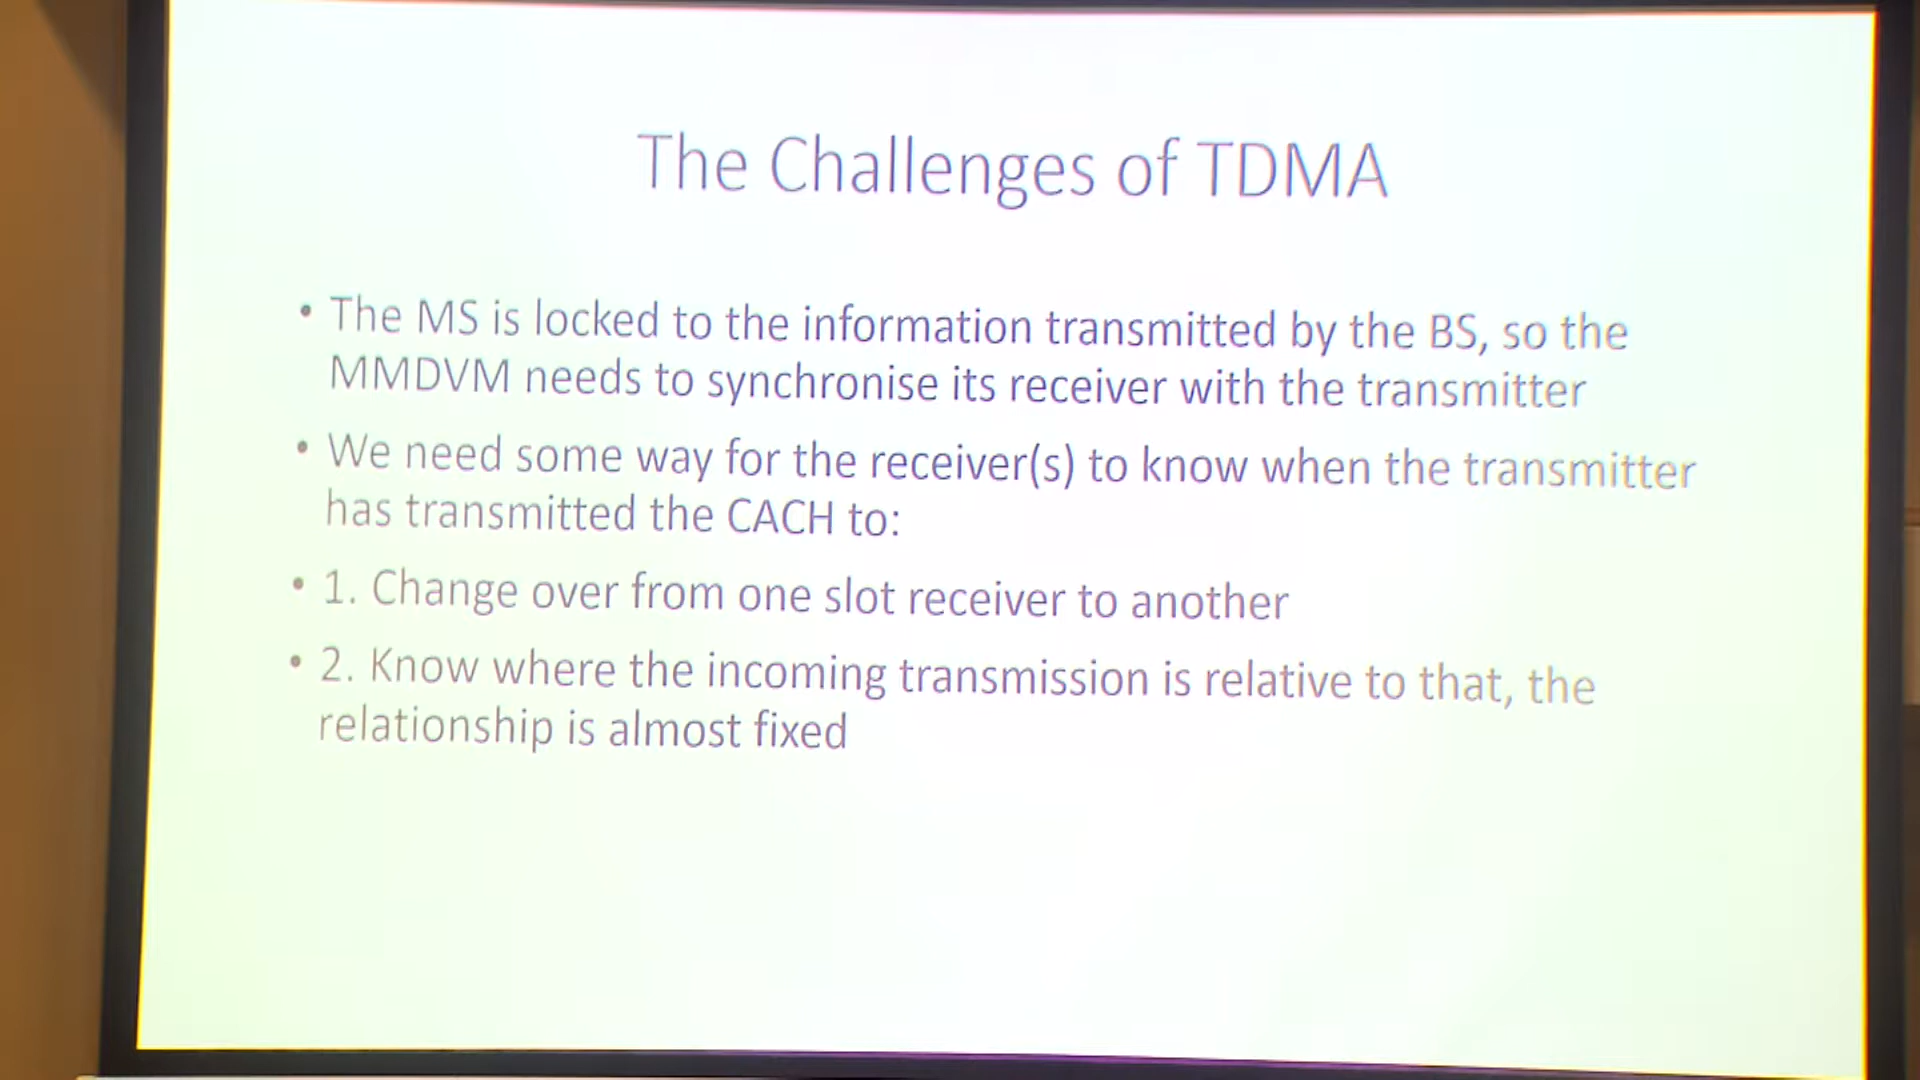 The Challenges of TDMA
• The MS is locked to the information transmitted by the BS, so the
MMDVM needs to synchronise its receiver with the transmitter
• We need some way for the receiver(s) to know when the transmitter
has transmitted the CACH to:
• 1. Change over from one slot receiver to another
• 2. Know where the incoming transmission is relative to that, the
relationship is almost fixed